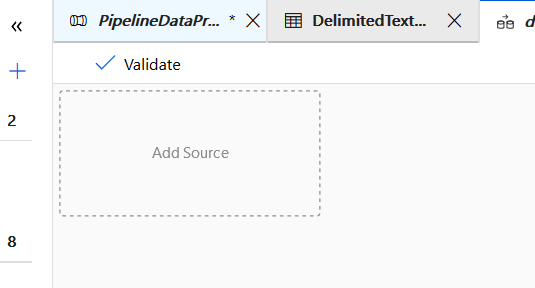 PipelineDataPr... *
DelimitedText...
d
Validate
2
Add Source
8